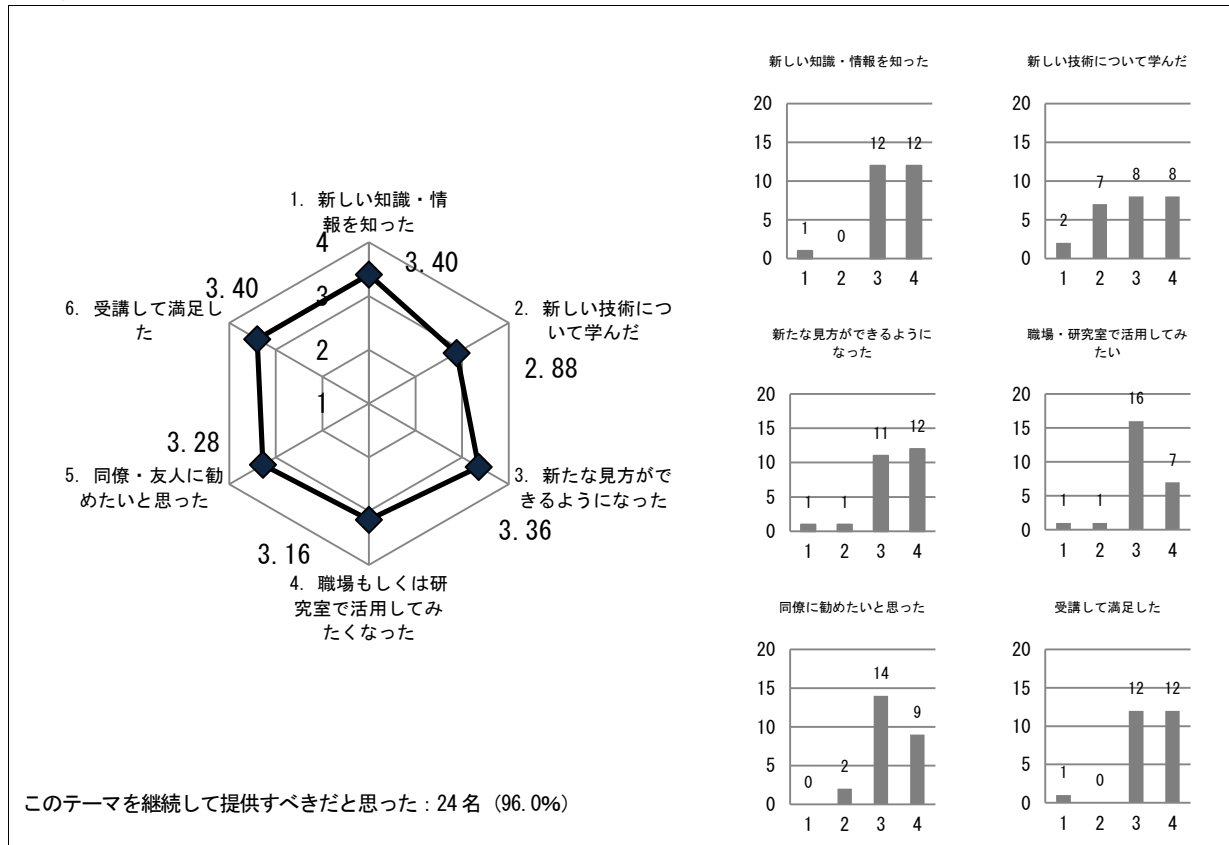 1. 新しい知識・情
報を知った
4
3.40
3.40
3
6. 受講して満足し
た
2. 新しい技術につ
いて学んだ
2
2.88
1
3.28
5. 同僚・友人に勧
めたいと思った
3. 新たな見方がで
きるようになった
3.36
3.16
4. 職場もしくは研
究室で活用してみ
たくなった
このテーマを継続して提供すべきだと思った：24名（96.0%）
新しい知識・情報を知った
20
15
12 12
10
5
1
0
0
1 2 3 4
新しい技術について学んだ
20
15
10
7 8 8
5
2
0
1 2 3 4
新たな見方ができるように
なった
20
15
11 12
10
5
1 1
0
1 2 3 4
職場・研究室で活用してみ
たい
20
16
15
10
7
5
1 1
0
1 2 3 4
同僚に勧めたいと思った
20
15
14
10
9
5
2
0
0
1 2 3 4
受講して満足した
20
15
12 12
10
5
1
0
0
1 2 3 4